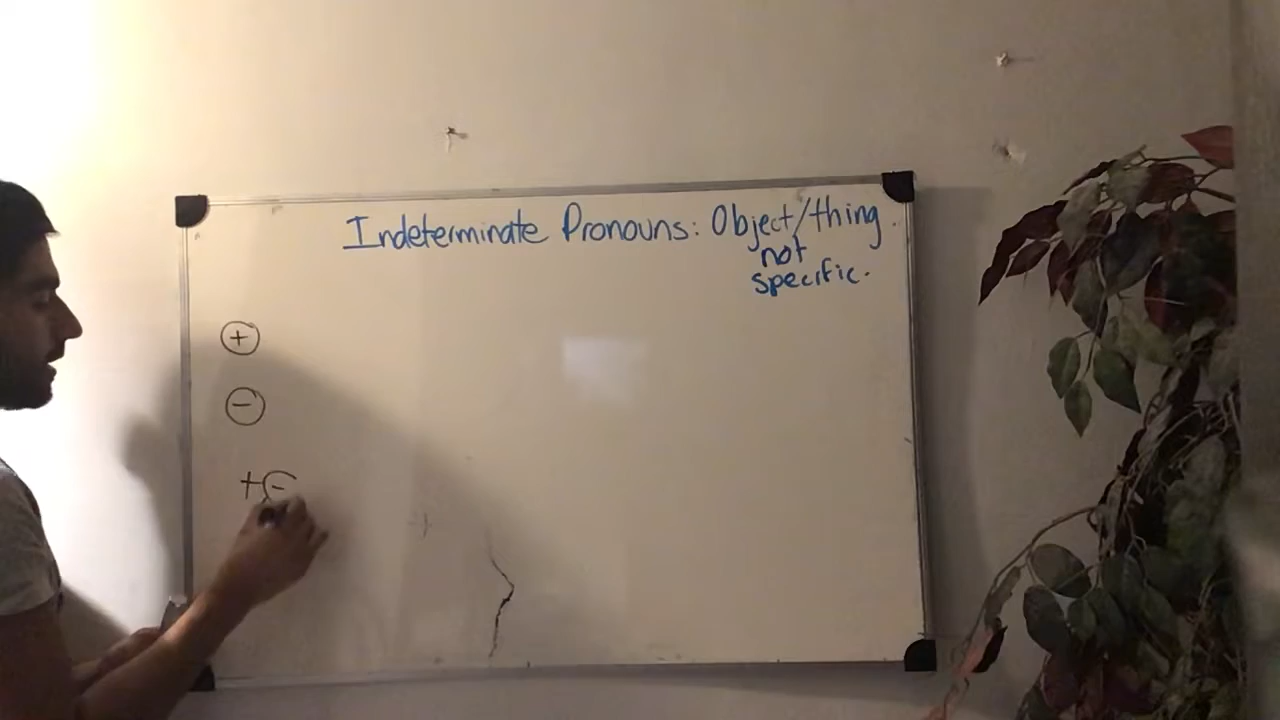 Indeterminate Pronouns: Object/thing
not
specific.
+
-
+-